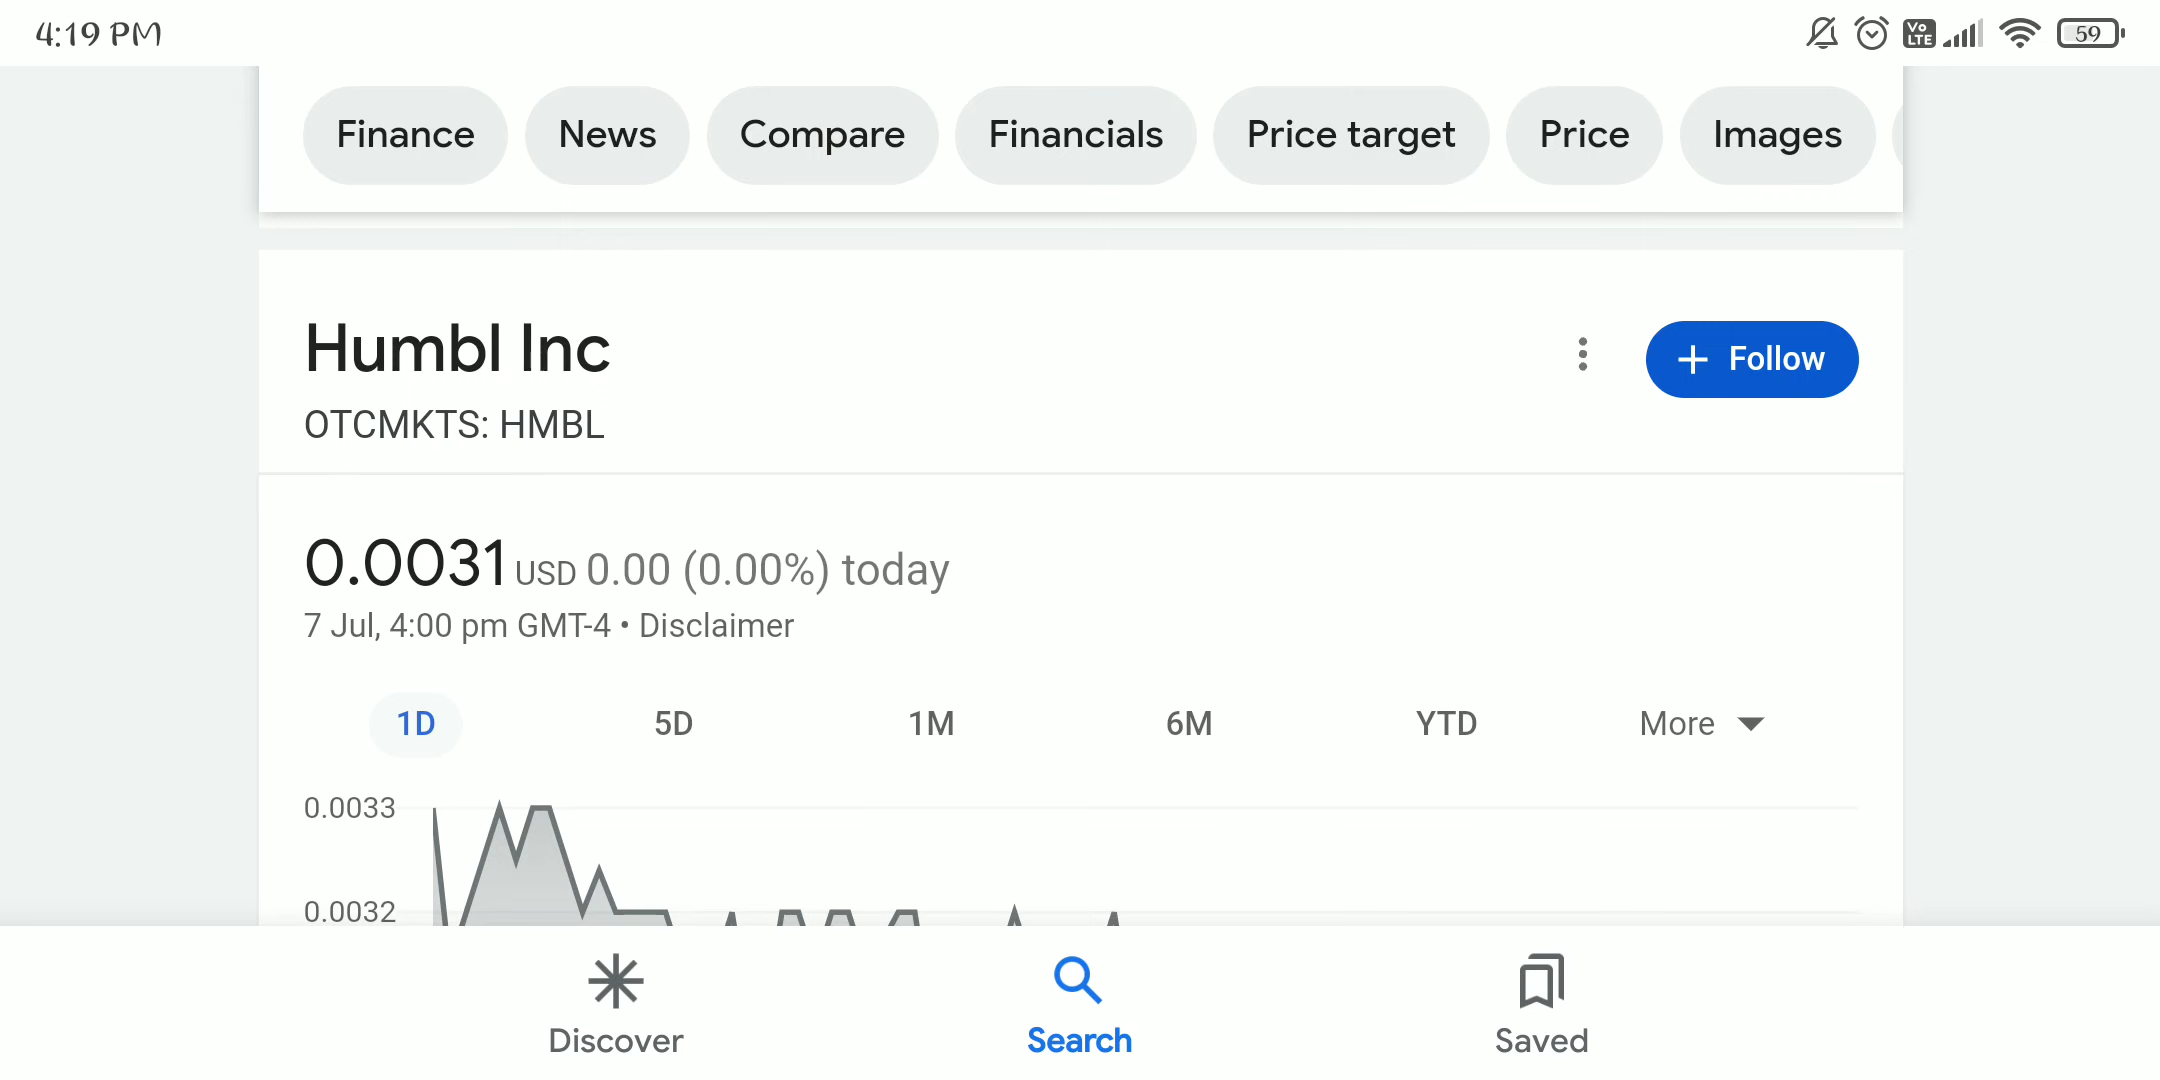 4:19 PM
Vo LTE
59
Finance News Compare Financials Price target Price Images
Humbl Inc
+ Follow
OTCMKTS: HMBL
0.0031 USD 0.00 (0.00%) today
7 Jul, 4:00 pm GMT-4 • Disclaimer
1D 5D 1M 6M YTD More
0.0033
0.0032
Discover Search Saved